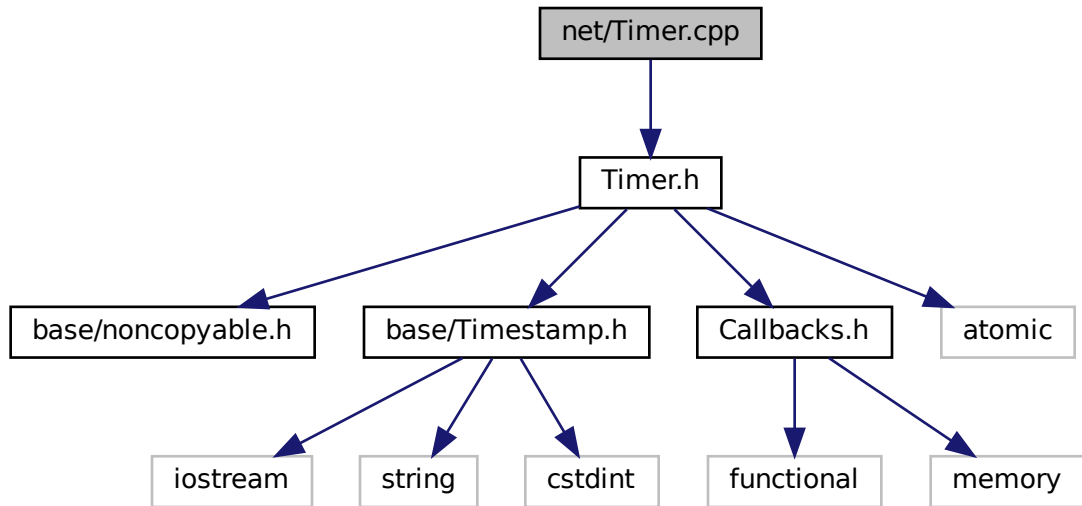 net/Timer.cpp
Timer.h
base/noncopyable.h
base/Timestamp.h
Callbacks.h
atomic
iostream
string
cstdint
functional
memory